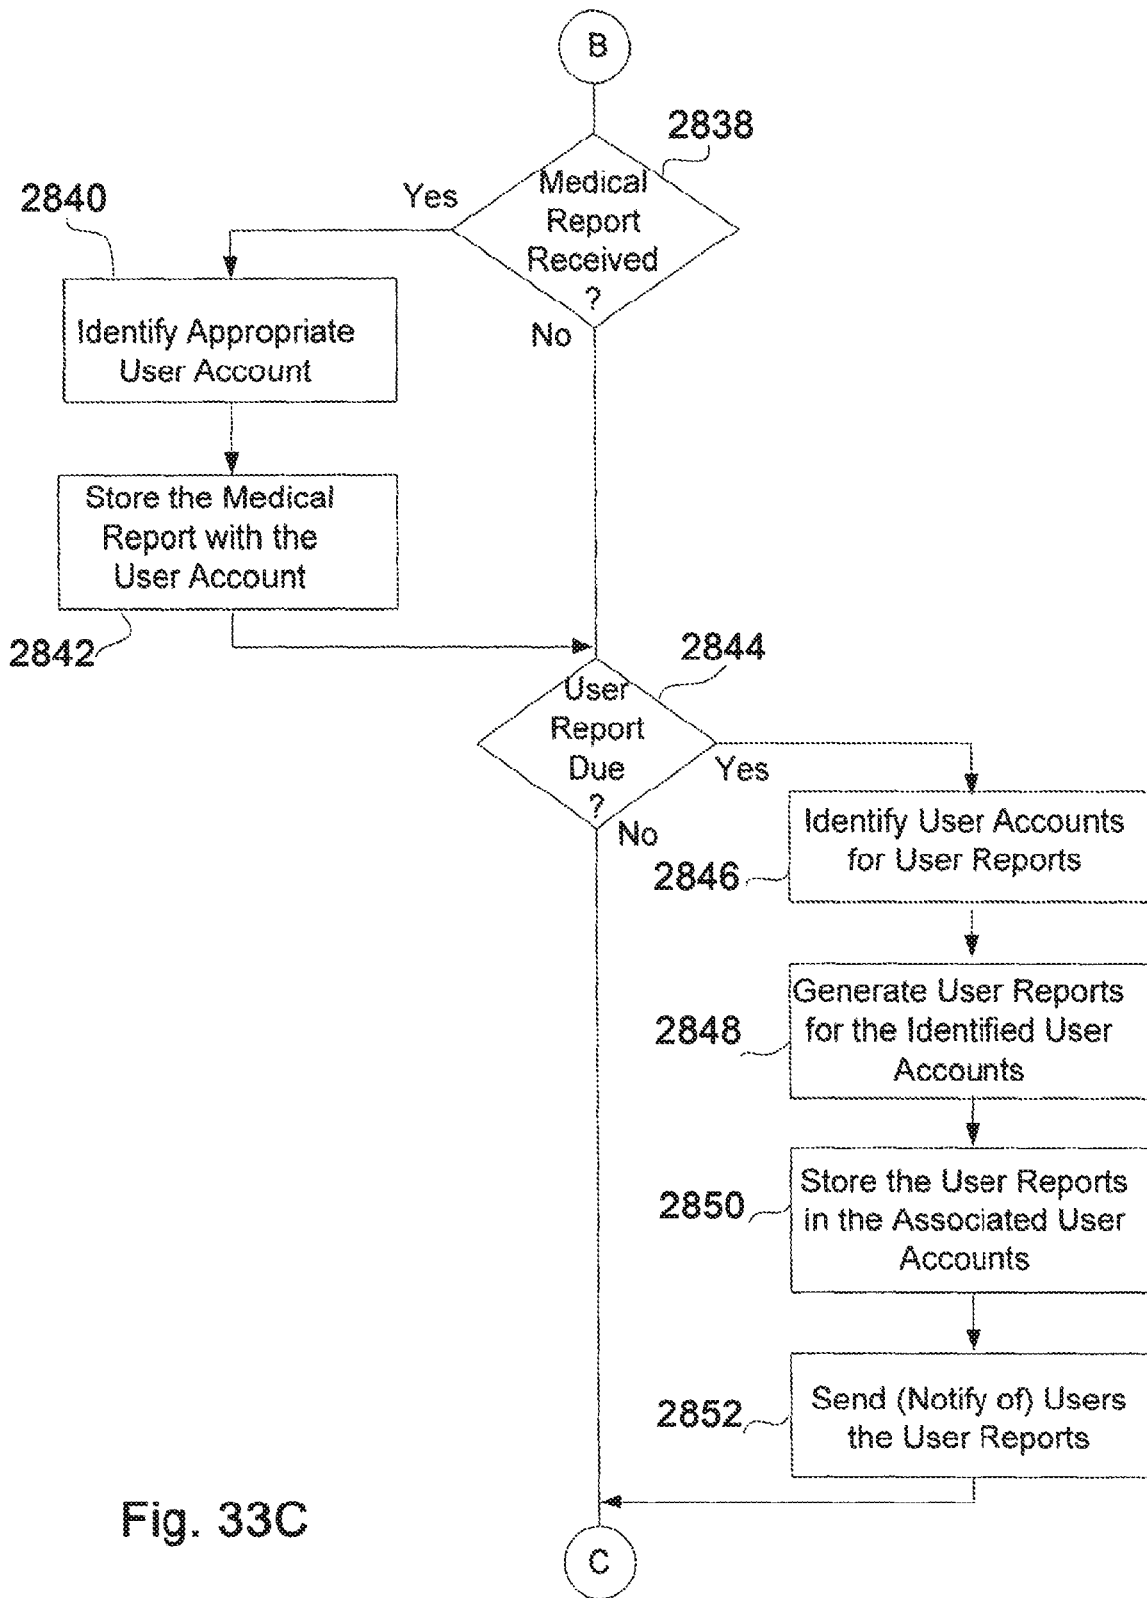 B
2838
Medical
Report
Received
?
Yes
No
2840
Identify Appropriate
User Account
Store the Medical
Report with the
User Account
2842
2844
User
Report
Due
?
Yes
No
Identify User Accounts
for User Reports
2846
Generate User Reports
for the Identified User
Accounts
2848
Store the User Reports
in the Associated User
Accounts
2850
Send (Notify of) Users
the User Reports
2852
Fig. 33C
C